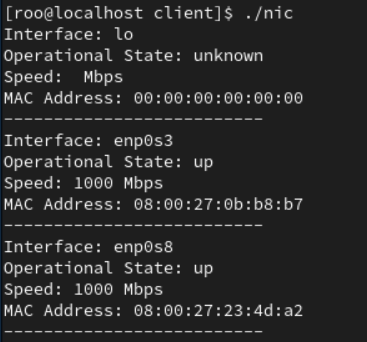 [roo@localhost client]$ ./nic
Interface: lo
Operational State: unknown
Speed:  Mbps
MAC Address: 00:00:00:00:00:00
--------------------------
Interface: enp0s3
Operational State: up
Speed: 1000 Mbps
MAC Address: 08:00:27:0b:b8:b7
--------------------------
Interface: enp0s8
Operational State: up
Speed: 1000 Mbps
MAC Address: 08:00:27:23:4d:a2
--------------------------